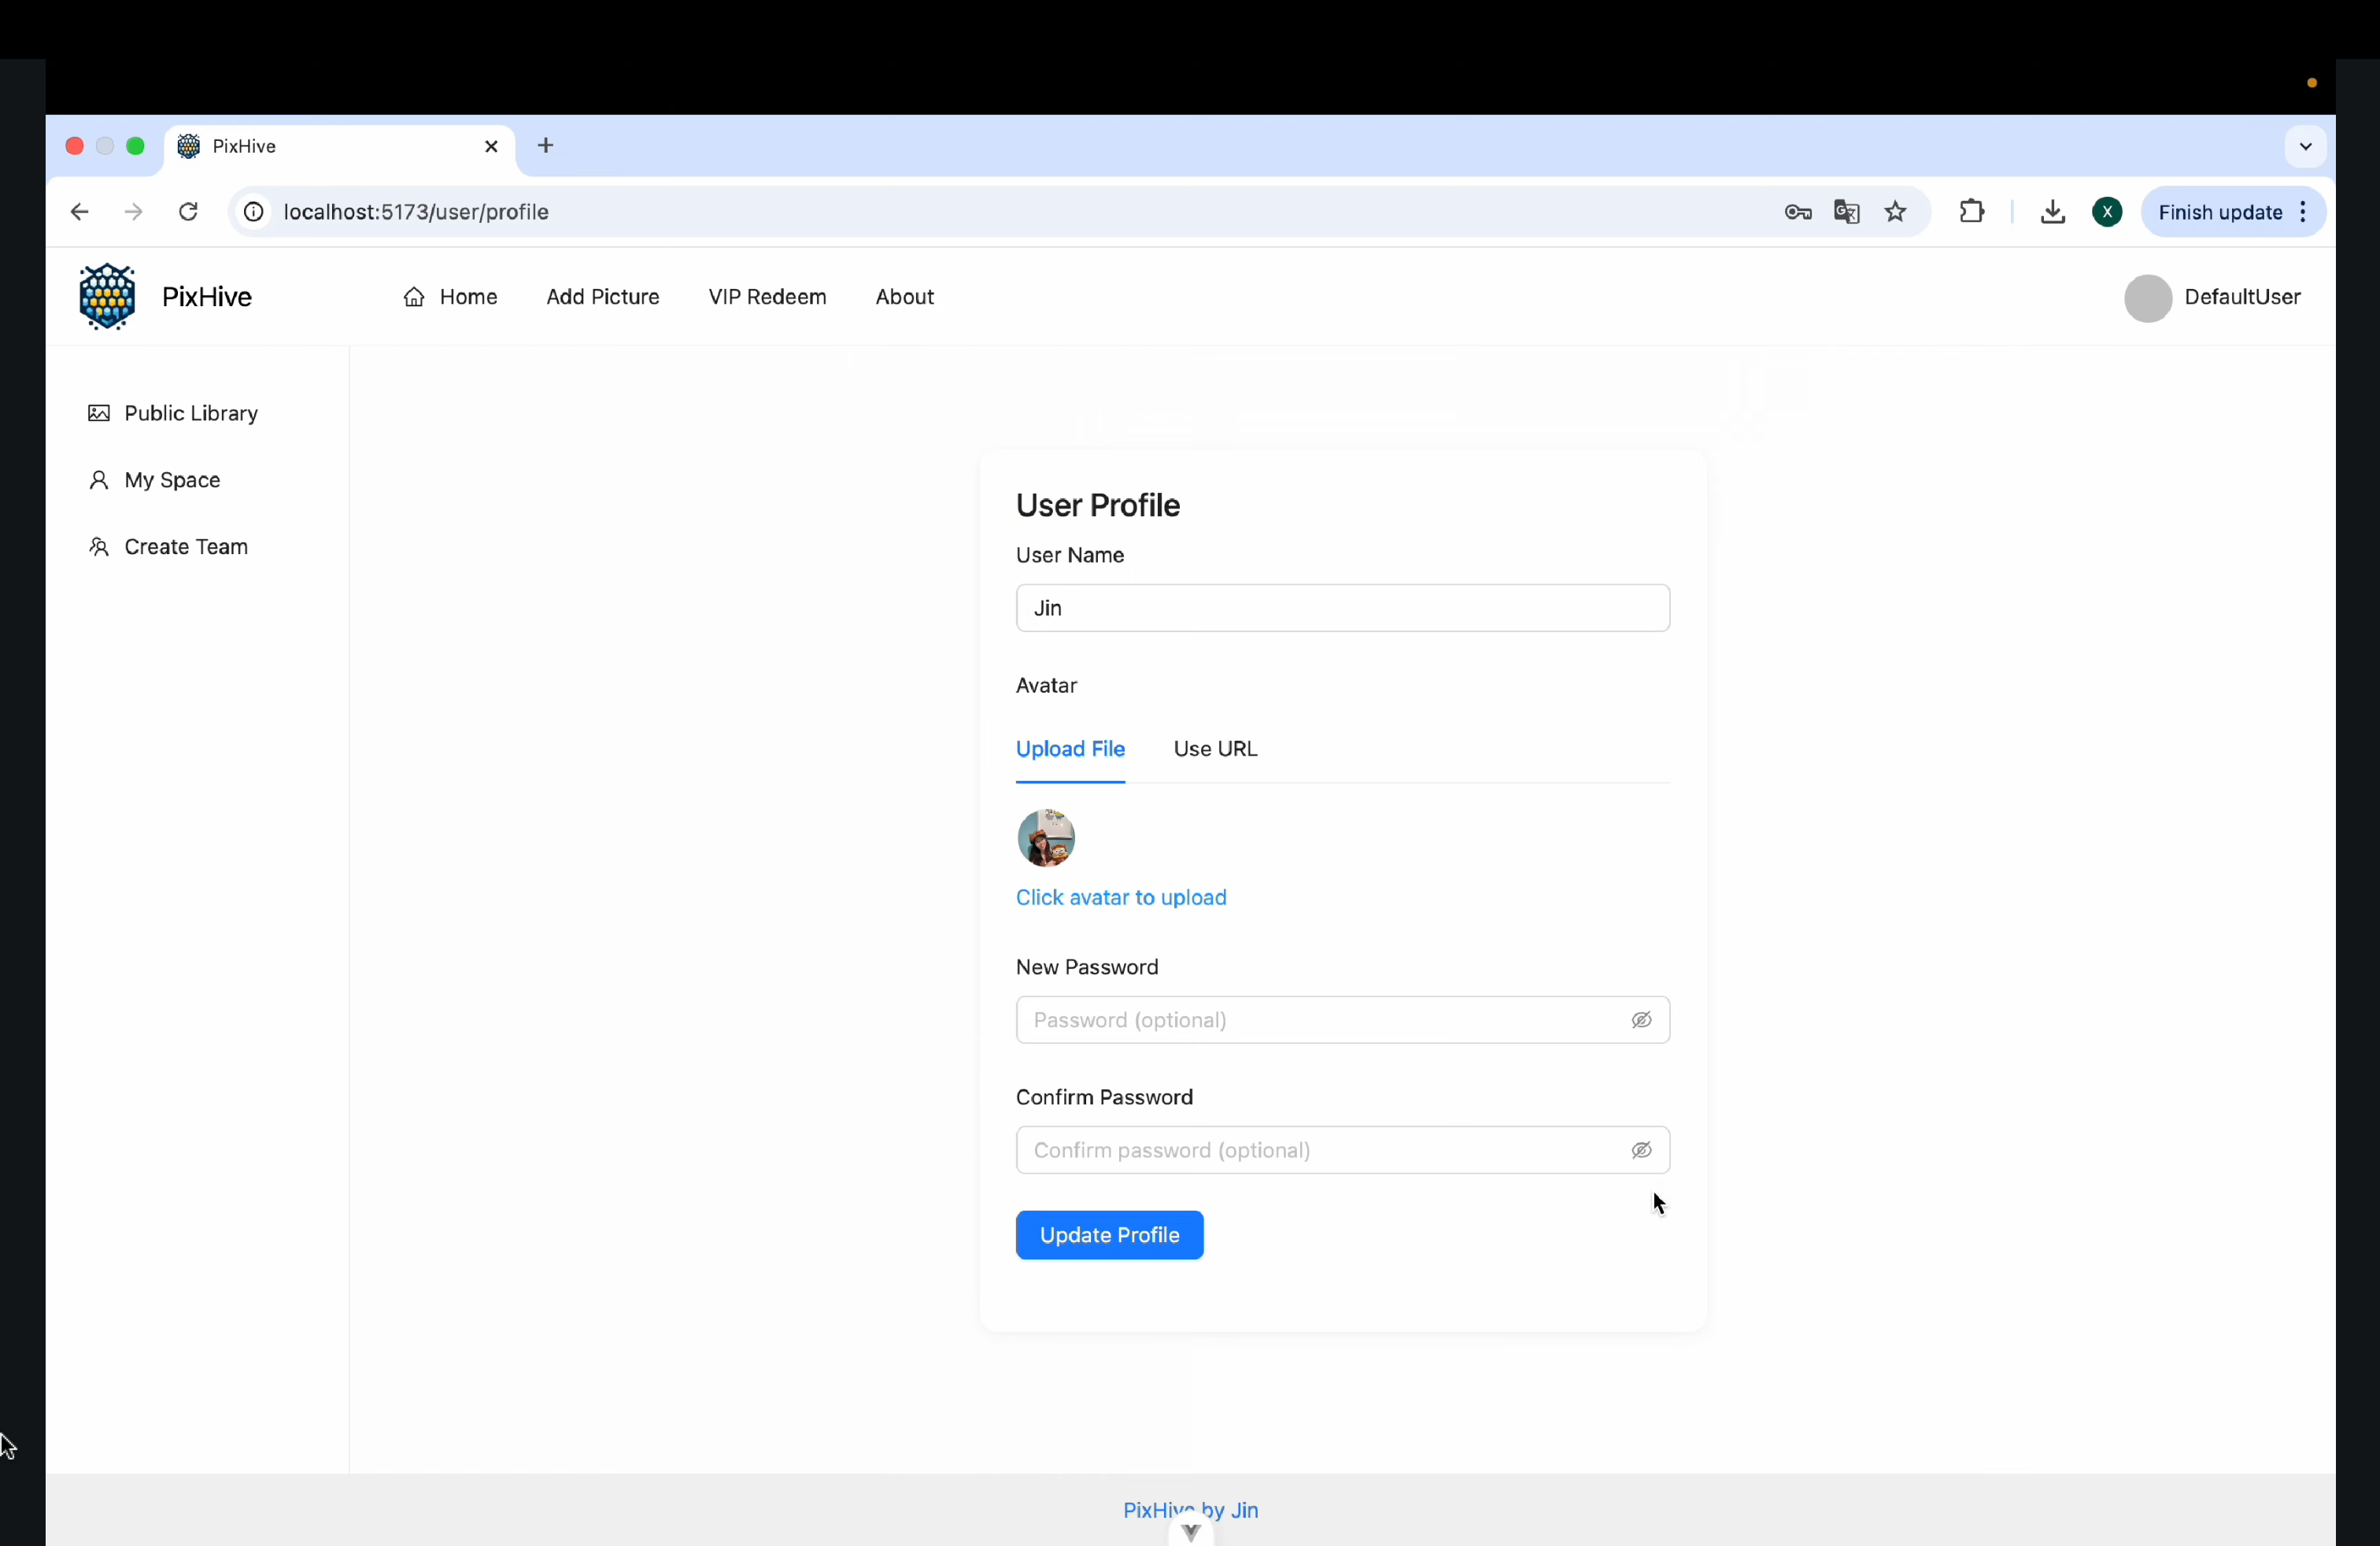 PixHive
localhost:5173/user/profile
X
Finish update
PixHive
Home
Add Picture
VIP Redeem
About
DefaultUser
Public Library
My Space
Create Team
User Profile
User Name
Jin
Avatar
Upload File
Use URL
Click avatar to upload
New Password
Password (optional)
Confirm Password
Confirm password (optional)
Update Profile
PixHive by Jin